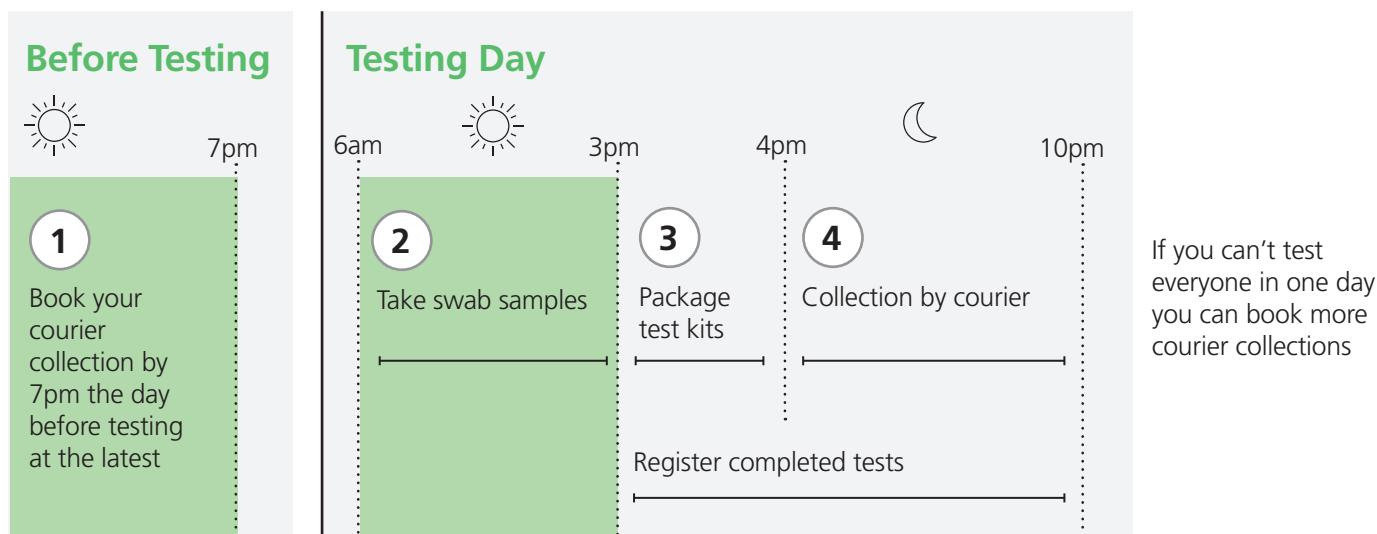 Before Testing
7pm
1
Book your
courier
collection by
7pm the day
before testing
at the latest
Testing Day
6am
3pm
4pm
10pm
2
Take swab samples
3
Package
test kits
4
Collection by courier
Register completed tests
If you can’t test
everyone in one day
you can book more
courier collections